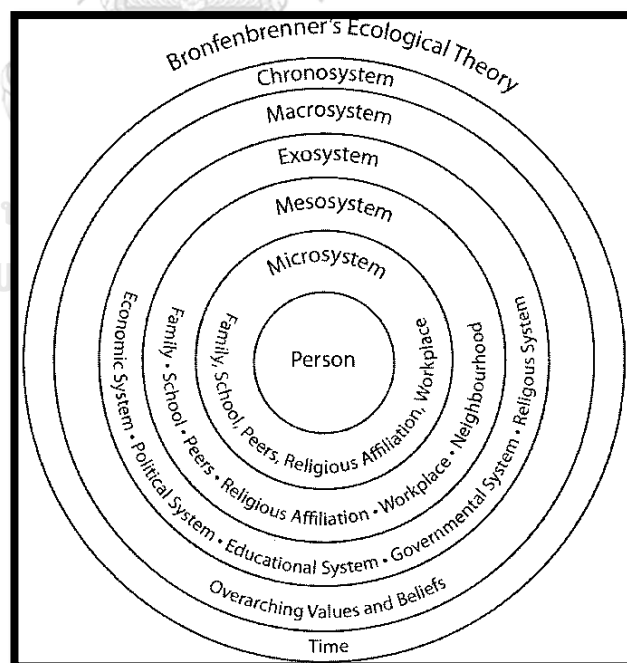 Bronfenbrenner's Ecological Theory
Chronosystem
Macrosystem
Exosystem
Mesosystem
Microsystem
Person
Family, School, Peers, Religious Affiliation, Workplace
Family • School • Peers • Religious Affiliation • Workplace • Neighbourhood
Economic System • Political System • Educational System • Governmental System • Religous System
Overarching Values and Beliefs
Time